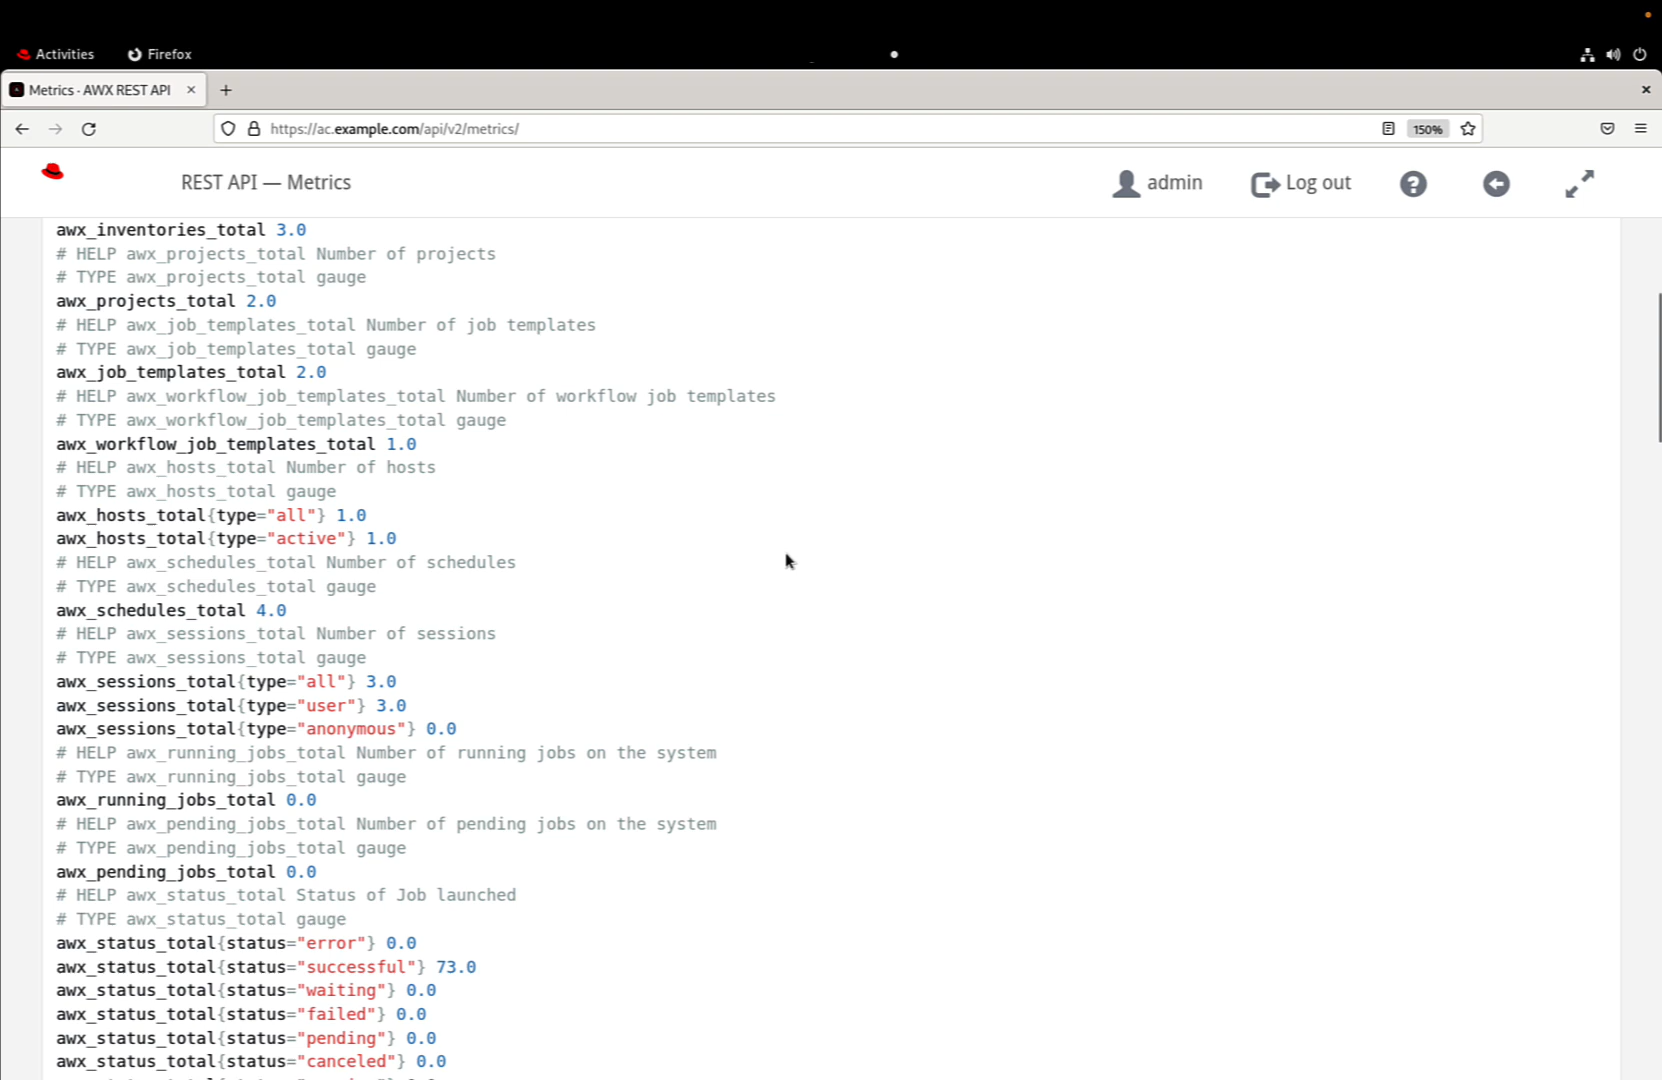 Activities Firefox
Metrics - AWX REST API
https://ac.example.com/api/v2/metrics/ 150%
REST API — Metrics admin Log out
awx_inventories_total 3.0
# HELP awx_projects_total Number of projects
# TYPE awx_projects_total gauge
awx_projects_total 2.0
# HELP awx_job_templates_total Number of job templates
# TYPE awx_job_templates_total gauge
awx_job_templates_total 2.0
# HELP awx_workflow_job_templates_total Number of workflow job templates
# TYPE awx_workflow_job_templates_total gauge
awx_workflow_job_templates_total 1.0
# HELP awx_hosts_total Number of hosts
# TYPE awx_hosts_total gauge
awx_hosts_total{type="all"} 1.0
awx_hosts_total{type="active"} 1.0
# HELP awx_schedules_total Number of schedules
# TYPE awx_schedules_total gauge
awx_schedules_total 4.0
# HELP awx_sessions_total Number of sessions
# TYPE awx_sessions_total gauge
awx_sessions_total{type="all"} 3.0
awx_sessions_total{type="user"} 3.0
awx_sessions_total{type="anonymous"} 0.0
# HELP awx_running_jobs_total Number of running jobs on the system
# TYPE awx_running_jobs_total gauge
awx_running_jobs_total 0.0
# HELP awx_pending_jobs_total Number of pending jobs on the system
# TYPE awx_pending_jobs_total gauge
awx_pending_jobs_total 0.0
# HELP awx_status_total Status of Job launched
# TYPE awx_status_total gauge
awx_status_total{status="error"} 0.0
awx_status_total{status="successful"} 73.0
awx_status_total{status="waiting"} 0.0
awx_status_total{status="failed"} 0.0
awx_status_total{status="pending"} 0.0
awx_status_total{status="canceled"} 0.0